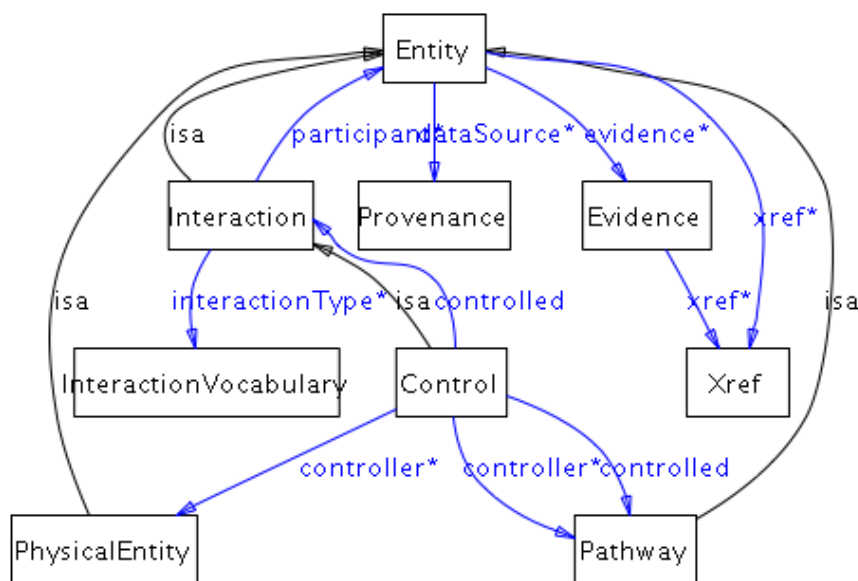 Entity
isa participant* dataSource* evidence*
Interaction Provenance Evidence
xref*
isa interactionType* isa controlled xref* isa
InteractionVocabulary Control Xref
controller* controller* controlled
PhysicalEntity Pathway